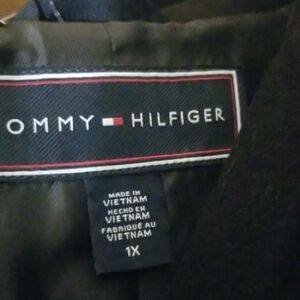 OMMY HILFIGER
MADE IN
VIETNAM
HECHO EN
VIETNAM
FABRIQUÉ AU
VIETNAM
1X